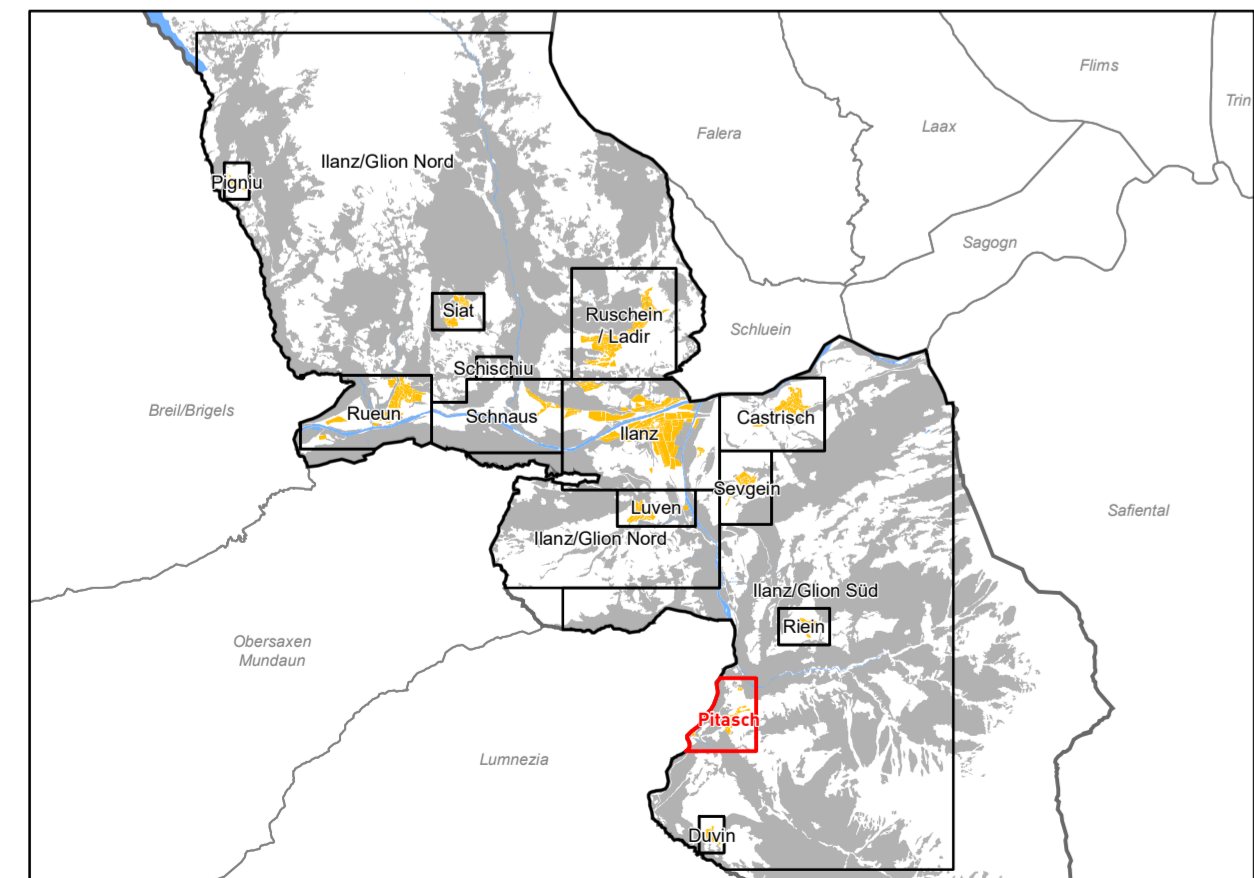 Flims
Trin
Falera
Laax
Ilanz/Glion Nord
Pigniu
Sagogn
Siat
Ruschein
/ Ladir
Schluein
Schischiu
Breil/Brigels
Rueun
Schnaus
Ilanz
Castrisch
Sevgein
Luven
Safiental
Ilanz/Glion Nord
Ilanz/Glion Süd
Riein
Obersaxen
Mundaun
Pitasch
Lumnezia
Duvin